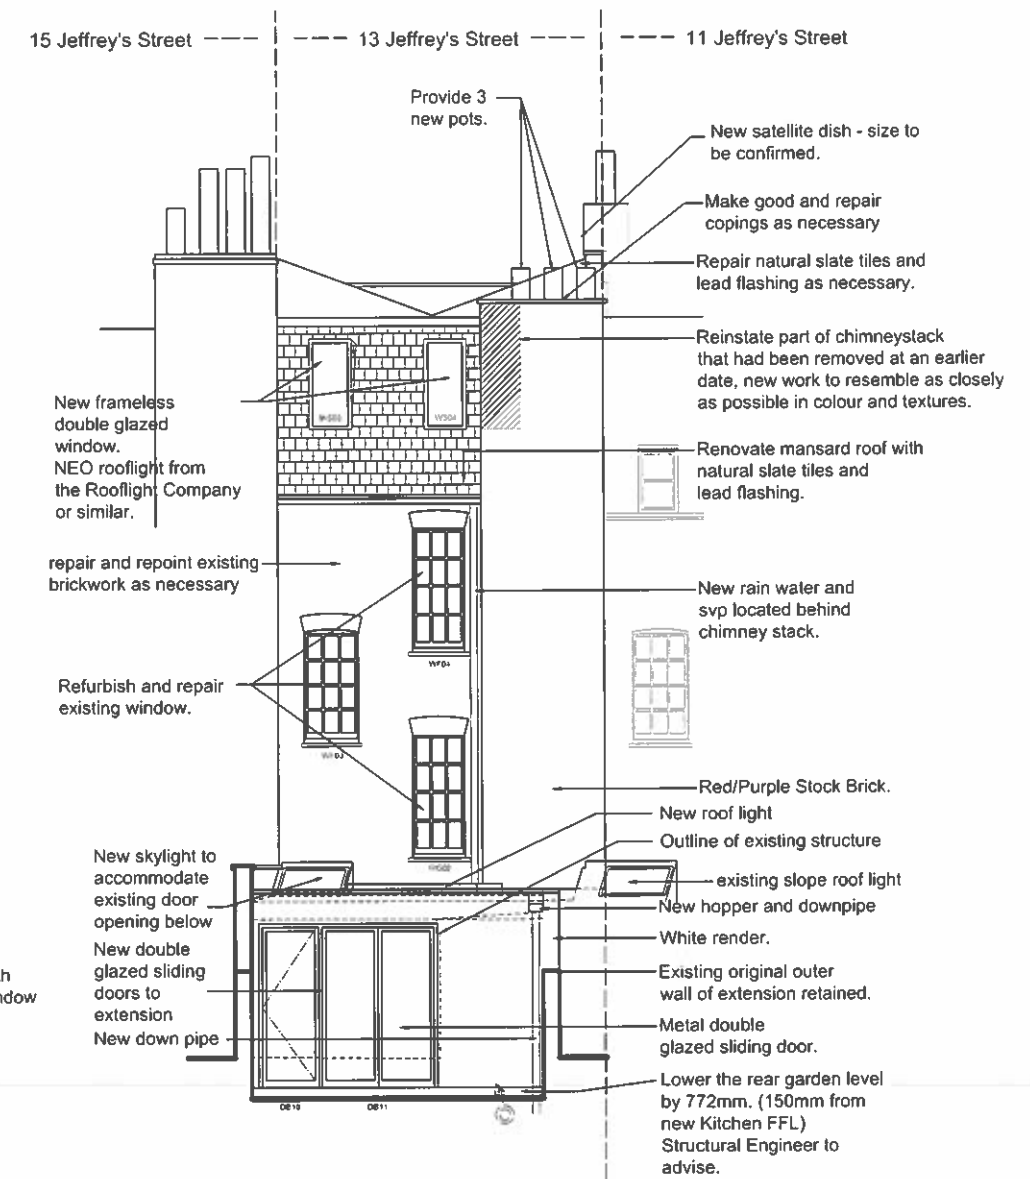 15 Jeffrey's Street
13 Jeffrey's Street
11 Jeffrey's Street
Provide 3
new pots.
New satellite dish - size to
be confirmed.
Make good and repair
copings as necessary
Repair natural slate tiles and
lead flashing as necessary.
Reinstate part of chimneystack
that had been removed at an earlier
date, new work to resemble as closely
as possible in colour and textures.
New frameless
double glazed
window.
NEO rooflight from
the Rooflight Company
or similar.
WS04
Renovate mansard roof with
natural slate tiles and
lead flashing.
repair and repoint existing
brickwork as necessary
New rain water and
svp located behind
chimney stack.
WF04
Refurbish and repair
existing window.
WF03
Red/Purple Stock Brick.
New roof light
Outline of existing structure
New skylight to
accommodate
existing door
opening below
existing slope roof light
New hopper and downpipe
White render.
New double
glazed sliding
doors to
extension
Existing original outer
wall of extension retained.
New down pipe
Metal double
glazed sliding door.
Lower the rear garden level
by 772mm. (150mm from
new Kitchen FFL)
Structural Engineer to
advise.
DB10
DB11